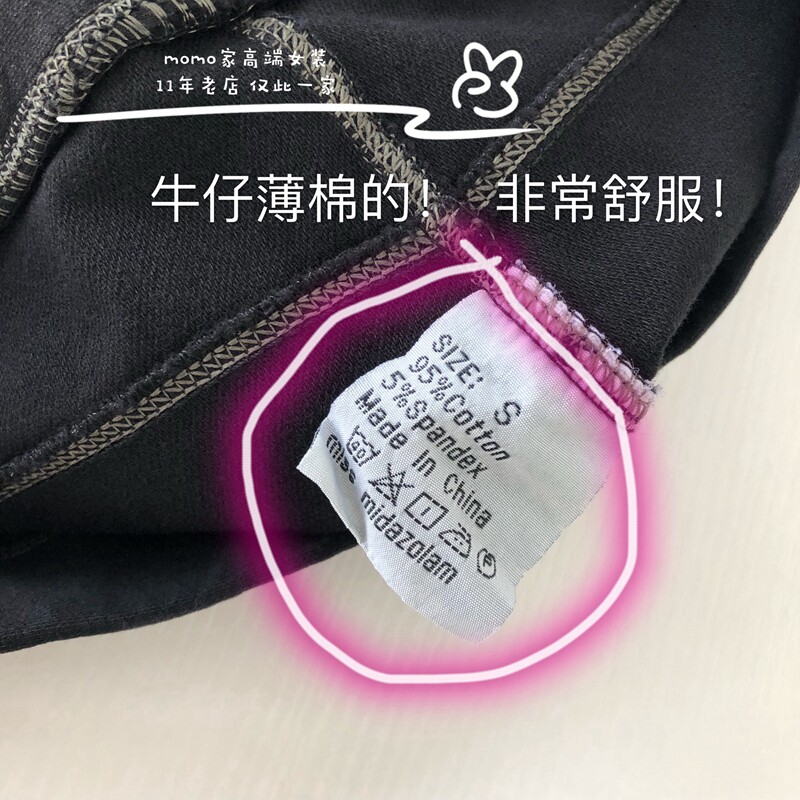 momo家高端女装
11年老店 仅此一家
牛仔薄棉的! 非常舒服!
SIZE: S
95%Cotton
5%Spandex
Made In China
miss midazolam